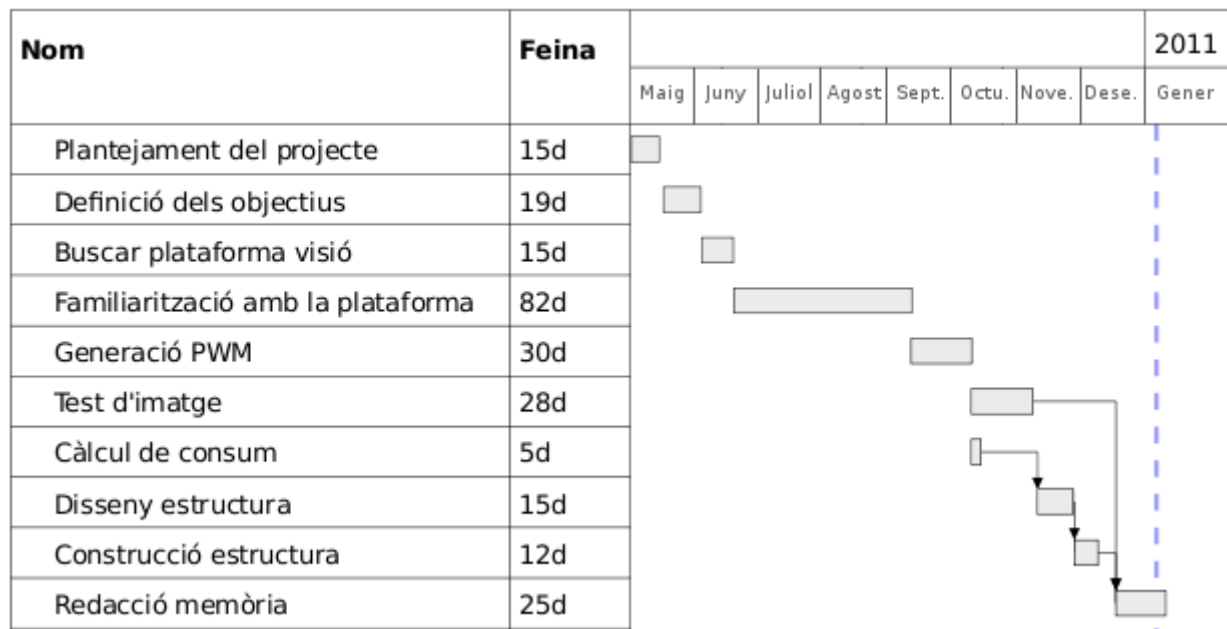 Nom Feina 2011
Maig Juny Juliol Agost Sept. Octu. Nove. Dese. Gener
Plantejament del projecte 15d
Definició dels objectius 19d
Buscar plataforma visió 15d
Familiarització amb la plataforma 82d
Generació PWM 30d
Test d'imatge 28d
Càlcul de consum 5d
Disseny estructura 15d
Construcció estructura 12d
Redacció memòria 25d